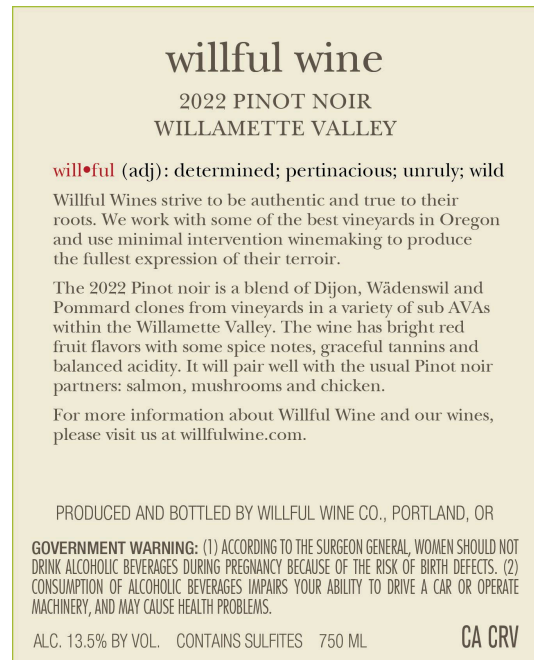 willful wine
2022 PINOT NOIR
WILLAMETTE VALLEY
will•ful (adj): determined; pertinacious; unruly; wild
Willful Wines strive to be authentic and true to their
roots. We work with some of the best vineyards in Oregon
and use minimal intervention winemaking to produce
the fullest expression of their terroir.
The 2022 Pinot noir is a blend of Dijon, Wädenswil and
Pommard clones from vineyards in a variety of sub AVAs
within the Willamette Valley. The wine has bright red
fruit flavors with some spice notes, graceful tannins and
balanced acidity. It will pair well with the usual Pinot noir
partners: salmon, mushrooms and chicken.
For more information about Willful Wine and our wines,
please visit us at willfulwine.com.
PRODUCED AND BOTTLED BY WILLFUL WINE CO., PORTLAND, OR
GOVERNMENT WARNING: (1) ACCORDING TO THE SURGEON GENERAL, WOMEN SHOULD NOT
DRINK ALCOHOLIC BEVERAGES DURING PREGNANCY BECAUSE OF THE RISK OF BIRTH DEFECTS. (2)
CONSUMPTION OF ALCOHOLIC BEVERAGES IMPAIRS YOUR ABILITY TO DRIVE A CAR OR OPERATE
MACHINERY, AND MAY CAUSE HEALTH PROBLEMS.
ALC. 13.5% BY VOL. CONTAINS SULFITES 750 ML CA CRV